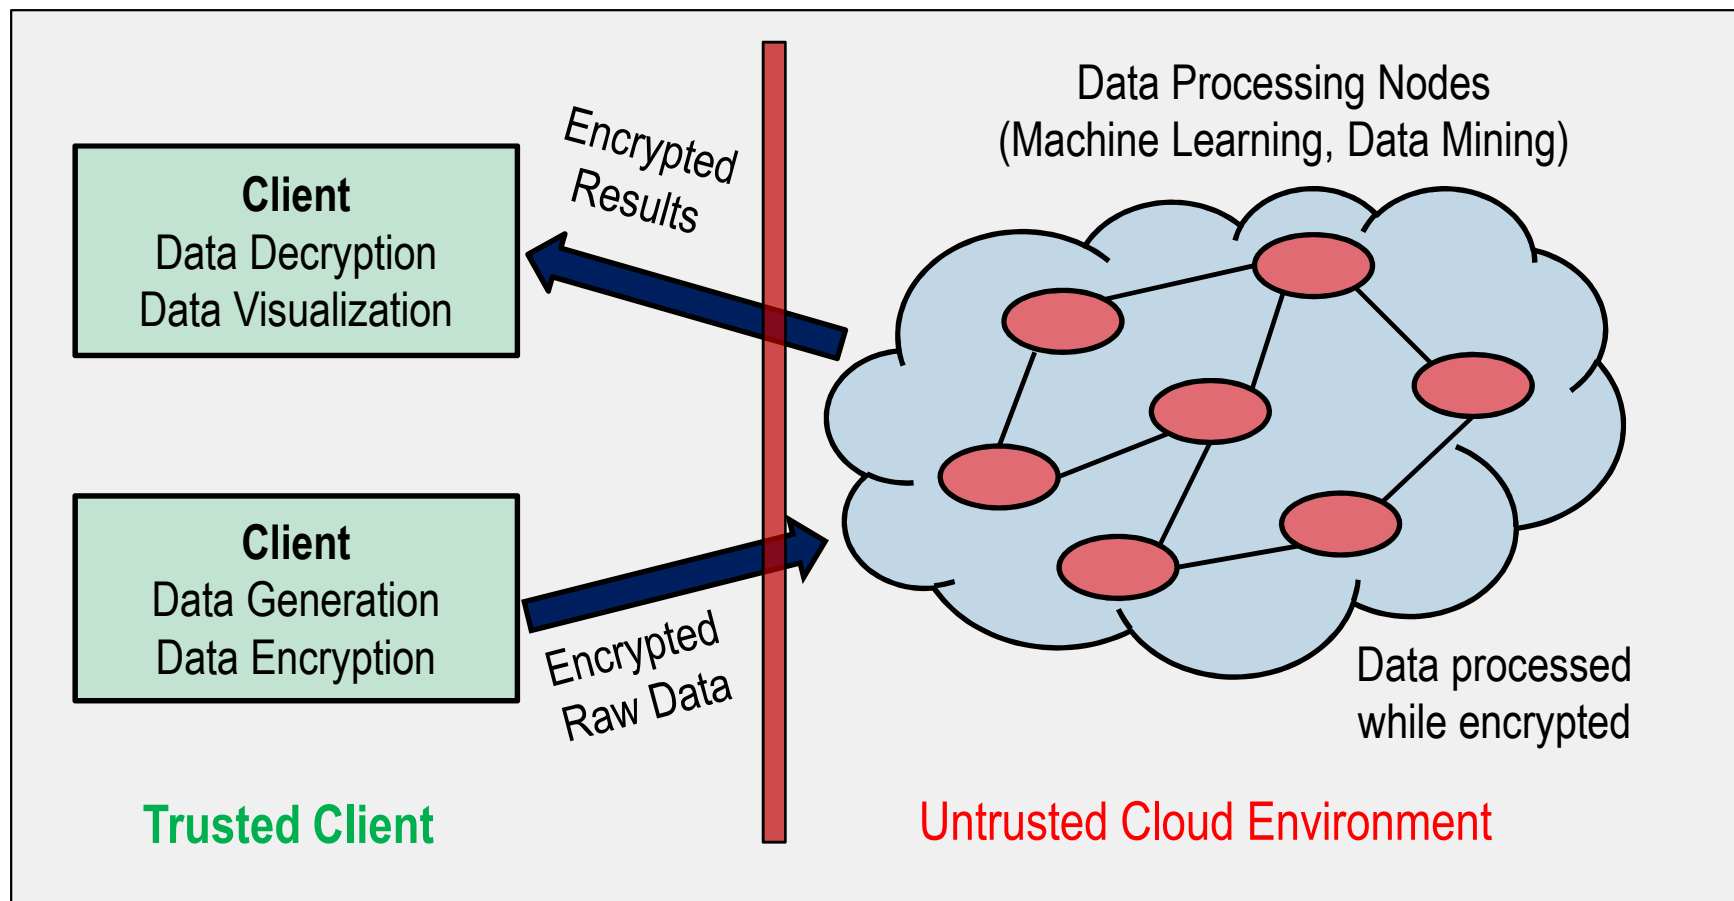 Client
Data Decryption
Data Visualization
Encrypted
Results
Data Processing Nodes
(Machine Learning, Data Mining)
Client
Data Generation
Data Encryption
Encrypted
Raw Data
Data processed
while encrypted
Trusted Client
Untrusted Cloud Environment